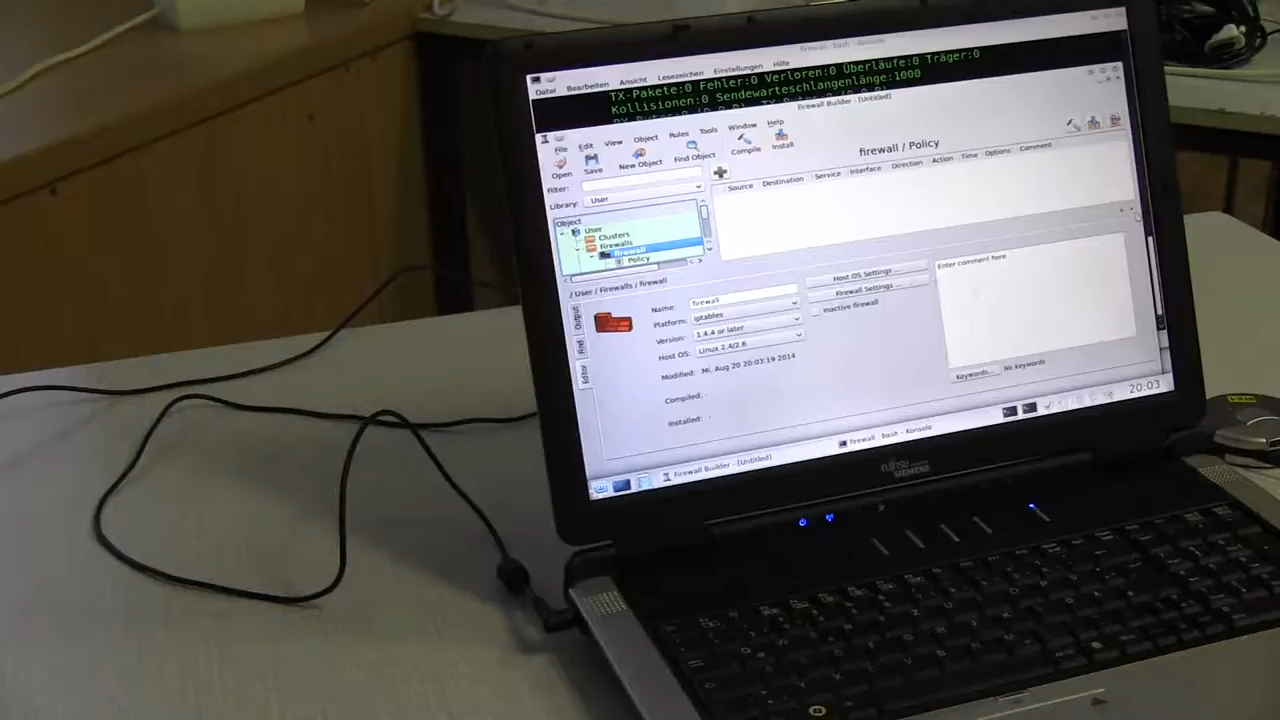 firewall : bash - Konsole
Datei Bearbeiten Ansicht Lesezeichen Einstellungen Hilfe
TX-Pakete:0 Fehler:0 Verloren:0 Überläufe:0 Träger:0
Kollisionen:0 Sendewarteschlangenlänge:1000
Firewall Builder - [Untitled]
File Edit View Object Rules Tools Window Help
Open Save New Object Find Object Compile Install
firewall / Policy
Filter:
Library: User
Source Destination Service Interface Direction Action Time Options Comment
Object
User
Clusters
Firewalls
firewall
Policy
/ User / Firewalls / firewall
Output
Find
Editor
Name: firewall
Platform: iptables
Version: 1.4.4 or later
Host OS: Linux 2.4/2.6
Modified: Mi. Aug 20 20:03:19 2014
Compiled: -
Installed: -
Host OS Settings ...
Firewall Settings ...
Inactive firewall
Enter comment here
Keywords... No keywords
Firewall Builder - [Untitled]
firewall : bash - Konsole
20:03
FUJITSU
SIEMENS